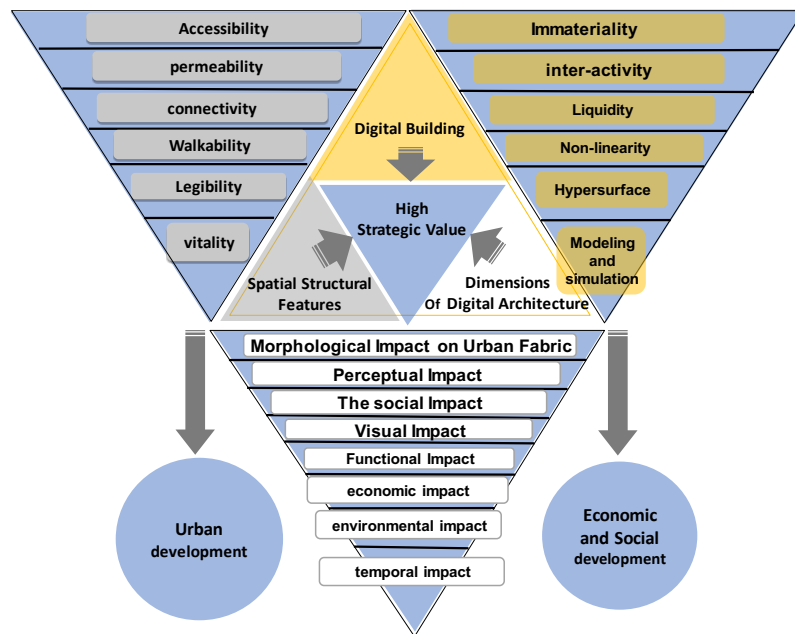 Accessibility
permeability
connectivity
Walkability
Legibility
vitality
Immateriality
inter-activity
Liquidity
Non-linearity
Hypersurface
Modeling
and
simulation
Digital Building
High
Strategic Value
Spatial Structural
Features
Dimensions
Of Digital Architecture
Morphological Impact on Urban Fabric
Perceptual Impact
The social Impact
Visual Impact
Functional Impact
economic impact
environmental impact
temporal impact
Urban
development
Economic
and Social
development